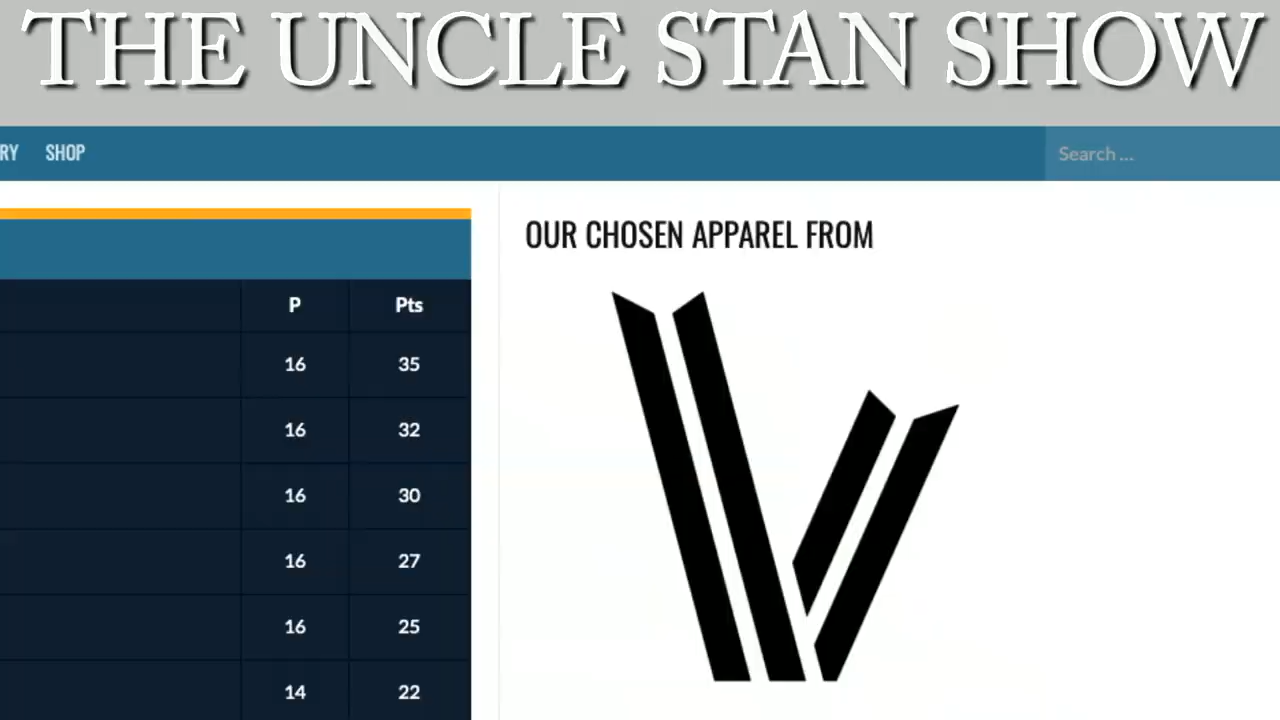 THE UNCLE STAN SHOW
RY SHOP
Search ...
OUR CHOSEN APPAREL FROM
P Pts
16 35
16 32
16 30
16 27
16 25
14 22